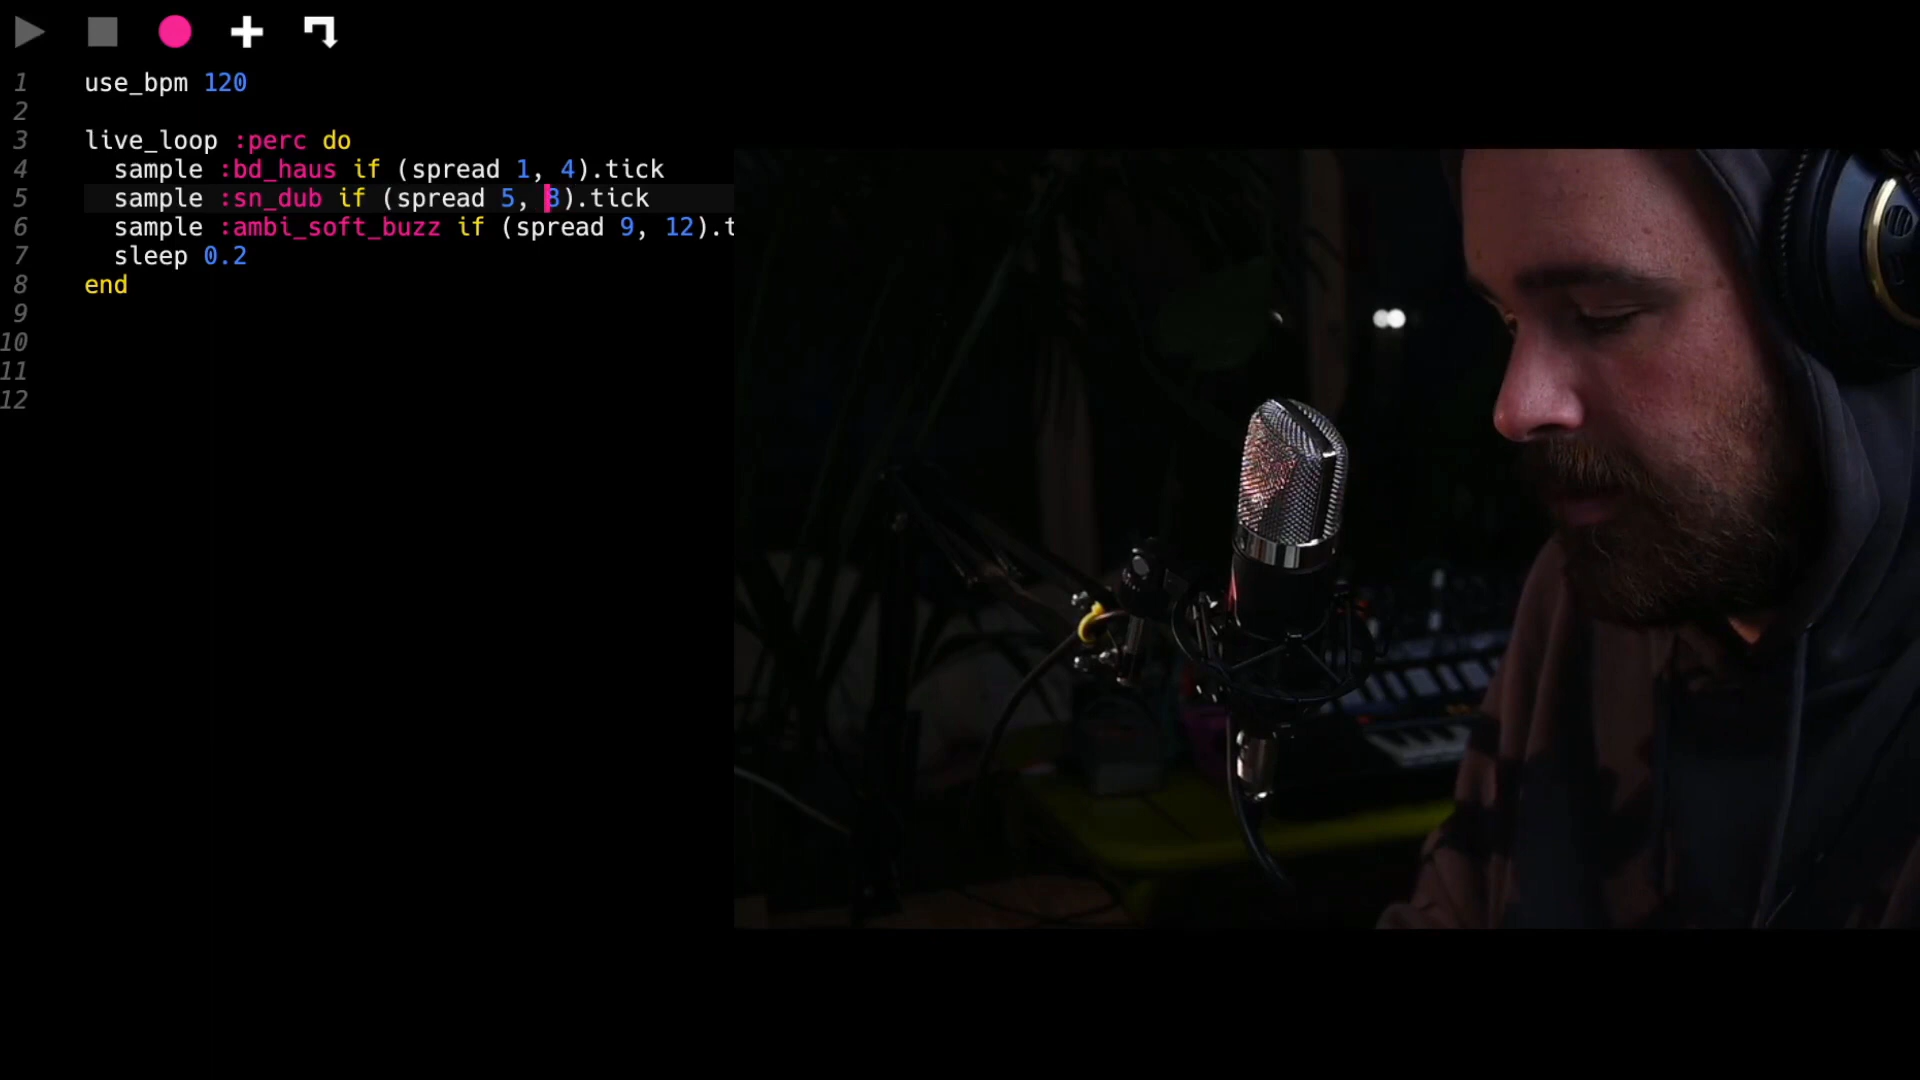 1 use_bpm 120
2
3 live_loop :perc do
4 sample :bd_haus if (spread 1, 4).tick
5 sample :sn_dub if (spread 5, 8).tick
6 sample :ambi_soft_buzz if (spread 9, 12).t
7 sleep 0.2
8 end
9
10
11
12